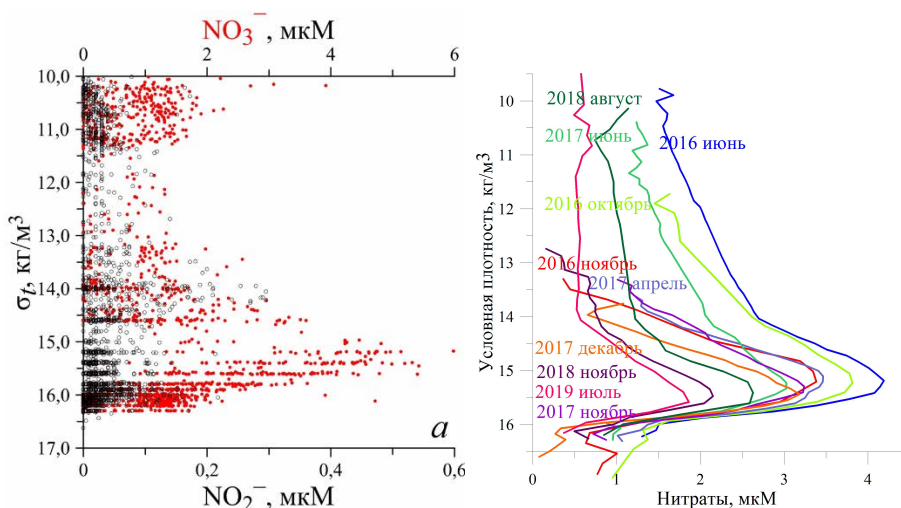 NO₃⁻, мкМ
0 2 4 6
10,0
11,0
12,0
13,0
14,0
15,0
16,0
17,0
σt, кг/м³
а
0 0,2 0,4 0,6
NO₂⁻, мкМ
Условная плотность, кг/м3
10
11
12
13
14
15
16
2018 август
2017 июнь
2016 июнь
2016 октябрь
2016 ноябрь
2017 апрель
2017 декабрь
2018 ноябрь
2019 июль
2017 ноябрь
0 1 2 3 4
Нитраты, мкМ